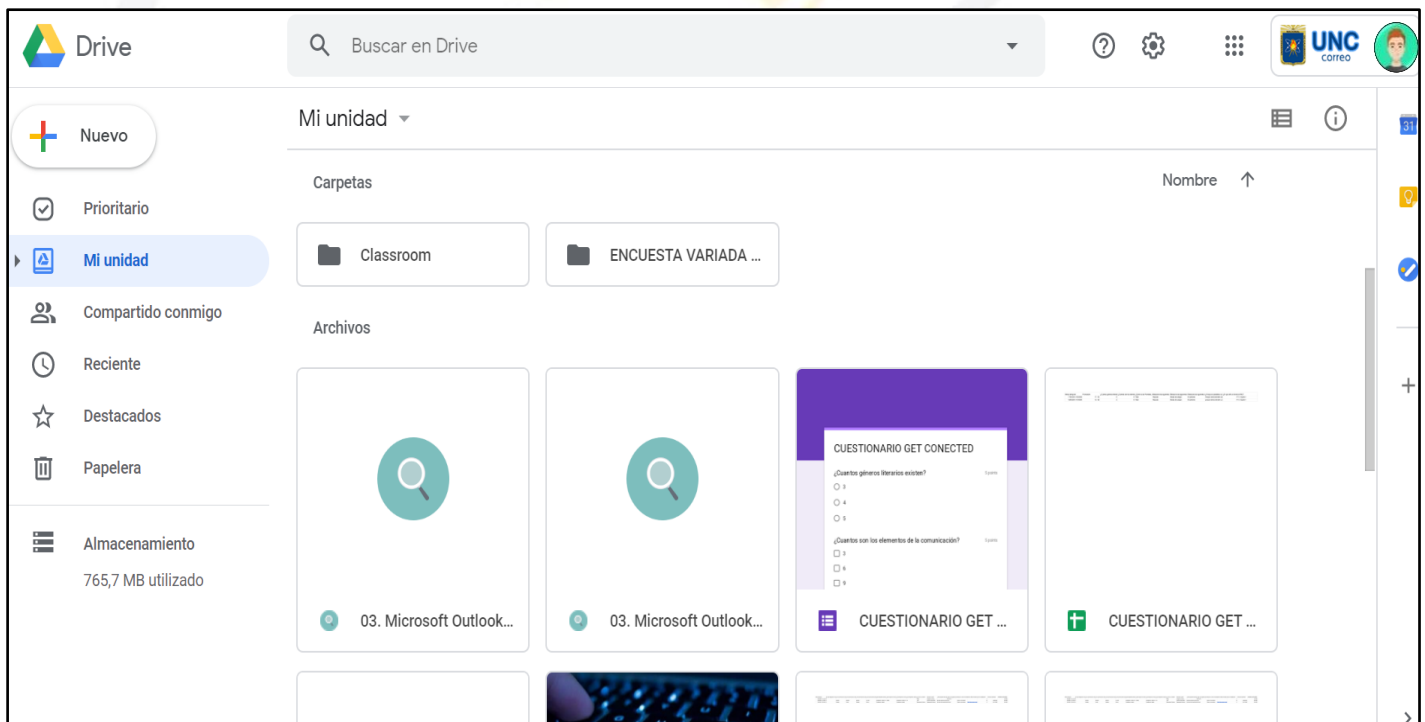 Drive
Buscar en Drive
UNC
correo
Nuevo
Mi unidad
31
Prioritario
Mi unidad
Compartido conmigo
Reciente
Destacados
Papelera
Almacenamiento
765,7 MB utilizado
Carpetas
Nombre
Classroom
ENCUESTA VARIADA ...
Archivos
CUESTIONARIO GET CONECTED
¿Cuantos géneros literarios existen?
3
4
5
¿Cuantos son los elementos de la comunicación?
3
6
9
03. Microsoft Outlook...
03. Microsoft Outlook...
CUESTIONARIO GET ...
CUESTIONARIO GET ...